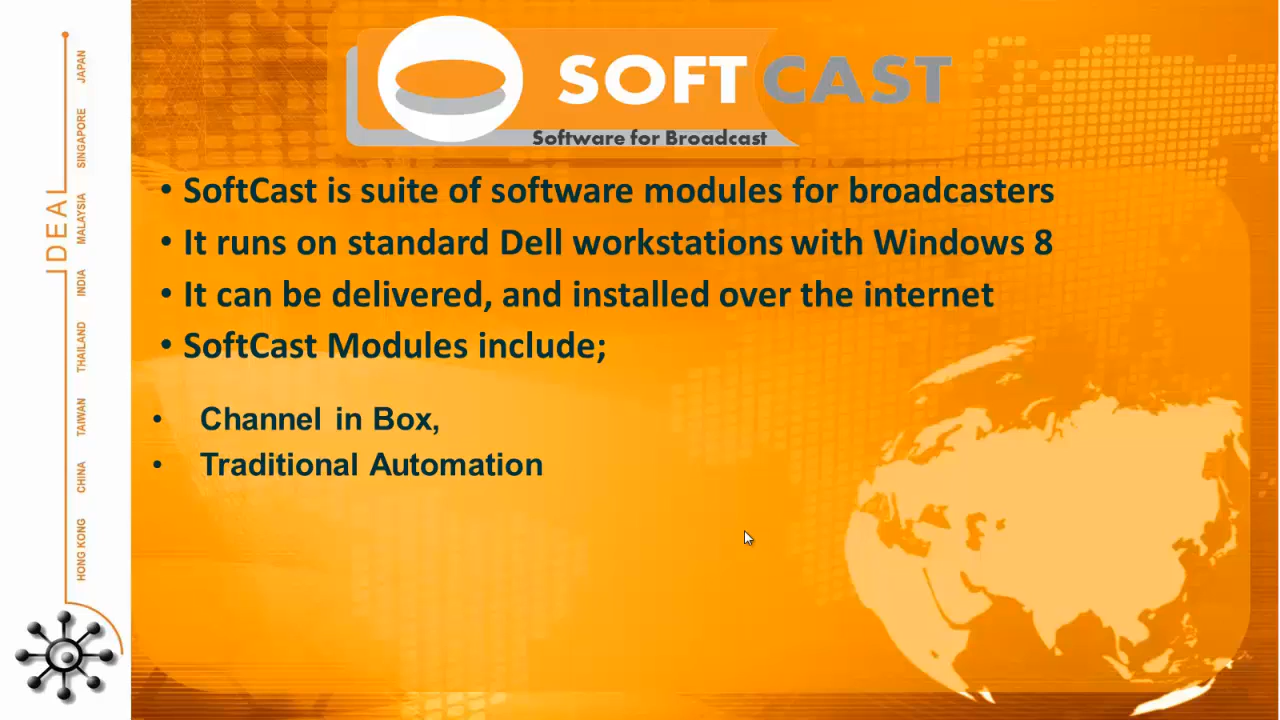 SOFTCAST
Software for Broadcast
• SoftCast is suite of software modules for broadcasters
• It runs on standard Dell workstations with Windows 8
• It can be delivered, and installed over the internet
• SoftCast Modules include;
• Channel in Box,
• Traditional Automation
IDEAL
JAPAN
SINGAPORE
MALAYSIA
INDIA
THAILAND
TAIWAN
CHINA
HONG KONG